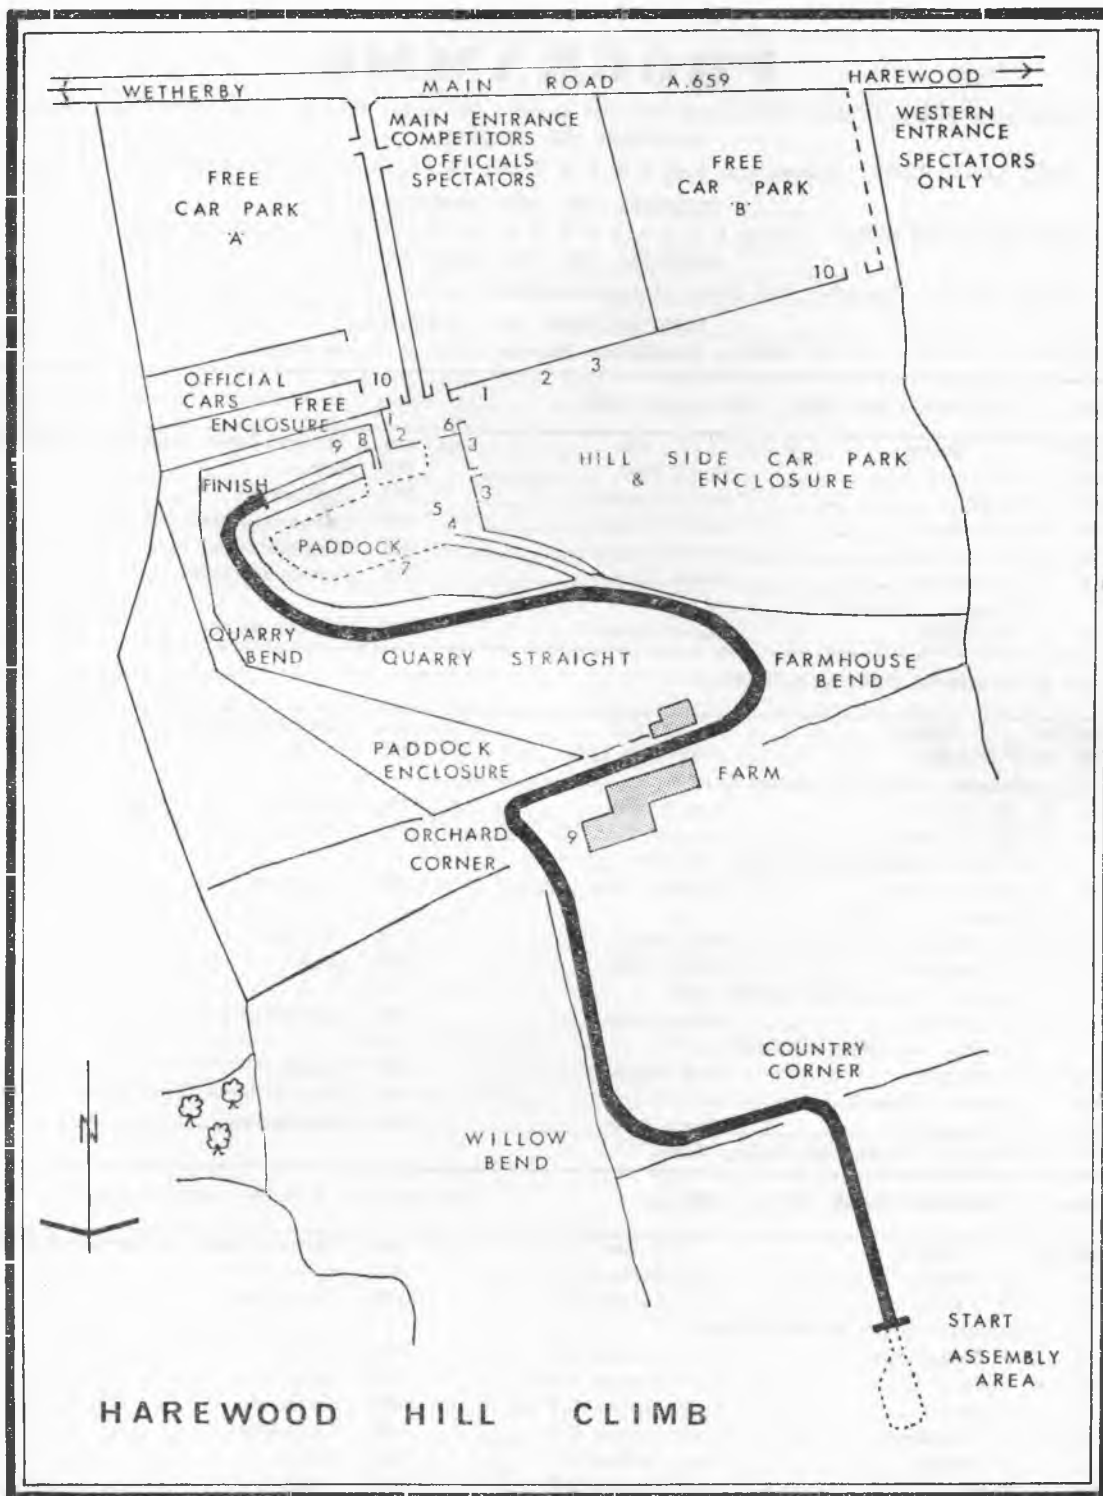 WETHERBY
MAIN ROAD A.659
HAREWOOD
MAIN ENTRANCE
COMPETITORS
OFFICIALS
SPECTATORS
WESTERN
ENTRANCE
SPECTATORS
ONLY
FREE
CAR PARK
'A'
FREE
CAR PARK
'B'
10
3
2
1
OFFICIAL
CARS
10
FREE
ENCLOSURE
9
8
2
6
3
HILL SIDE CAR PARK
& ENCLOSURE
FINISH
3
5
4
PADDOCK
7
QUARRY
BEND
QUARRY STRAIGHT
FARMHOUSE
BEND
PADDOCK
ENCLOSURE
FARM
ORCHARD
CORNER
9
COUNTRY
CORNER
N
WILLOW
BEND
START
ASSEMBLY
AREA
HAREWOOD HILL CLIMB